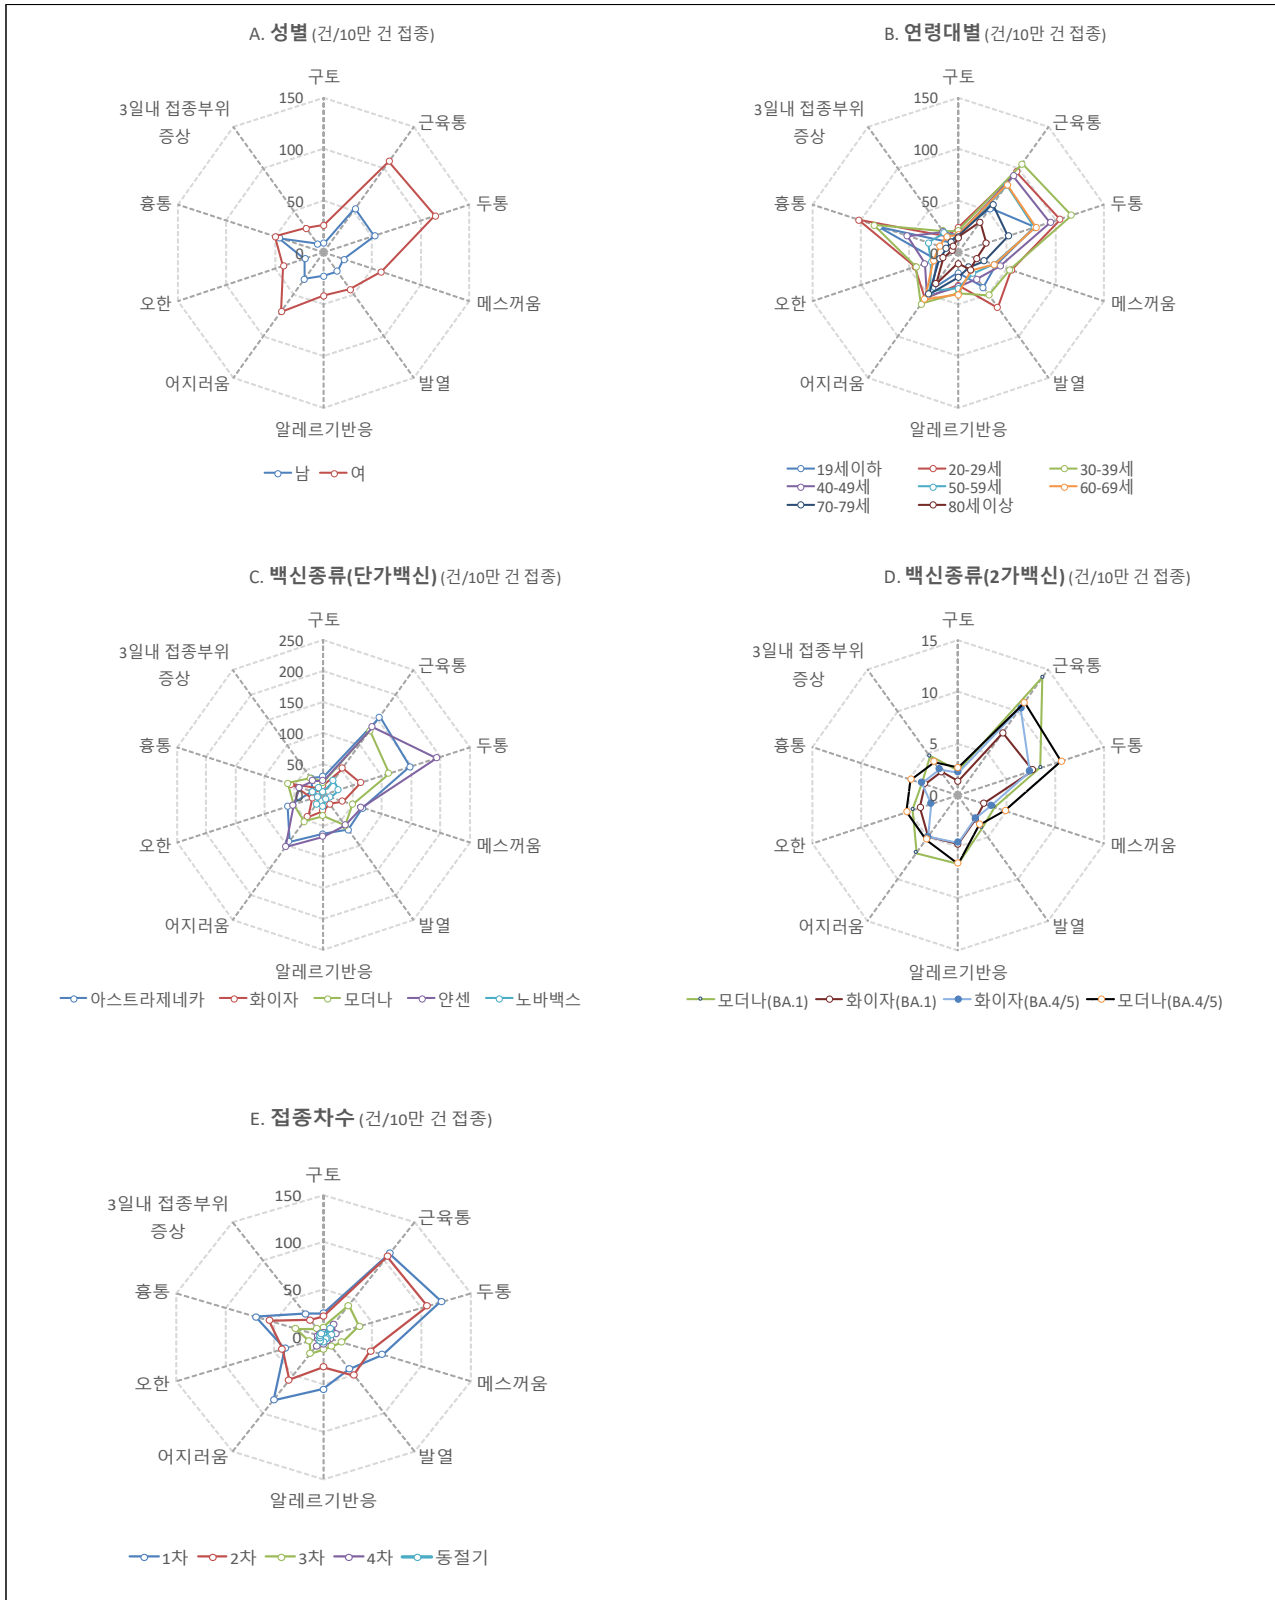 A. 성별 (건/10만 건 접종)
구토
150
100
50
0
근육통
두통
메스꺼움
발열
알레르기반응
어지러움
오한
흉통
3일내 접종부위
증상
남 여
B. 연령대별 (건/10만 건 접종)
구토
150
100
50
0
근육통
두통
메스꺼움
발열
알레르기반응
어지러움
오한
흉통
3일내 접종부위
증상
19세이하 20-29세 30-39세
40-49세 50-59세 60-69세
70-79세 80세이상
C. 백신종류(단가백신) (건/10만 건 접종)
구토
250
200
150
100
50
0
근육통
두통
메스꺼움
발열
알레르기반응
어지러움
오한
흉통
3일내 접종부위
증상
아스트라제네카 화이자 모더나 얀센 노바백스
D. 백신종류(2가백신) (건/10만 건 접종)
구토
15
10
5
0
근육통
두통
메스꺼움
발열
알레르기반응
어지러움
오한
흉통
3일내 접종부위
증상
모더나(BA.1) 화이자(BA.1) 화이자(BA.4/5) 모더나(BA.4/5)
E. 접종차수 (건/10만 건 접종)
구토
150
100
50
0
근육통
두통
메스꺼움
발열
알레르기반응
어지러움
오한
흉통
3일내 접종부위
증상
1차 2차 3차 4차 동절기